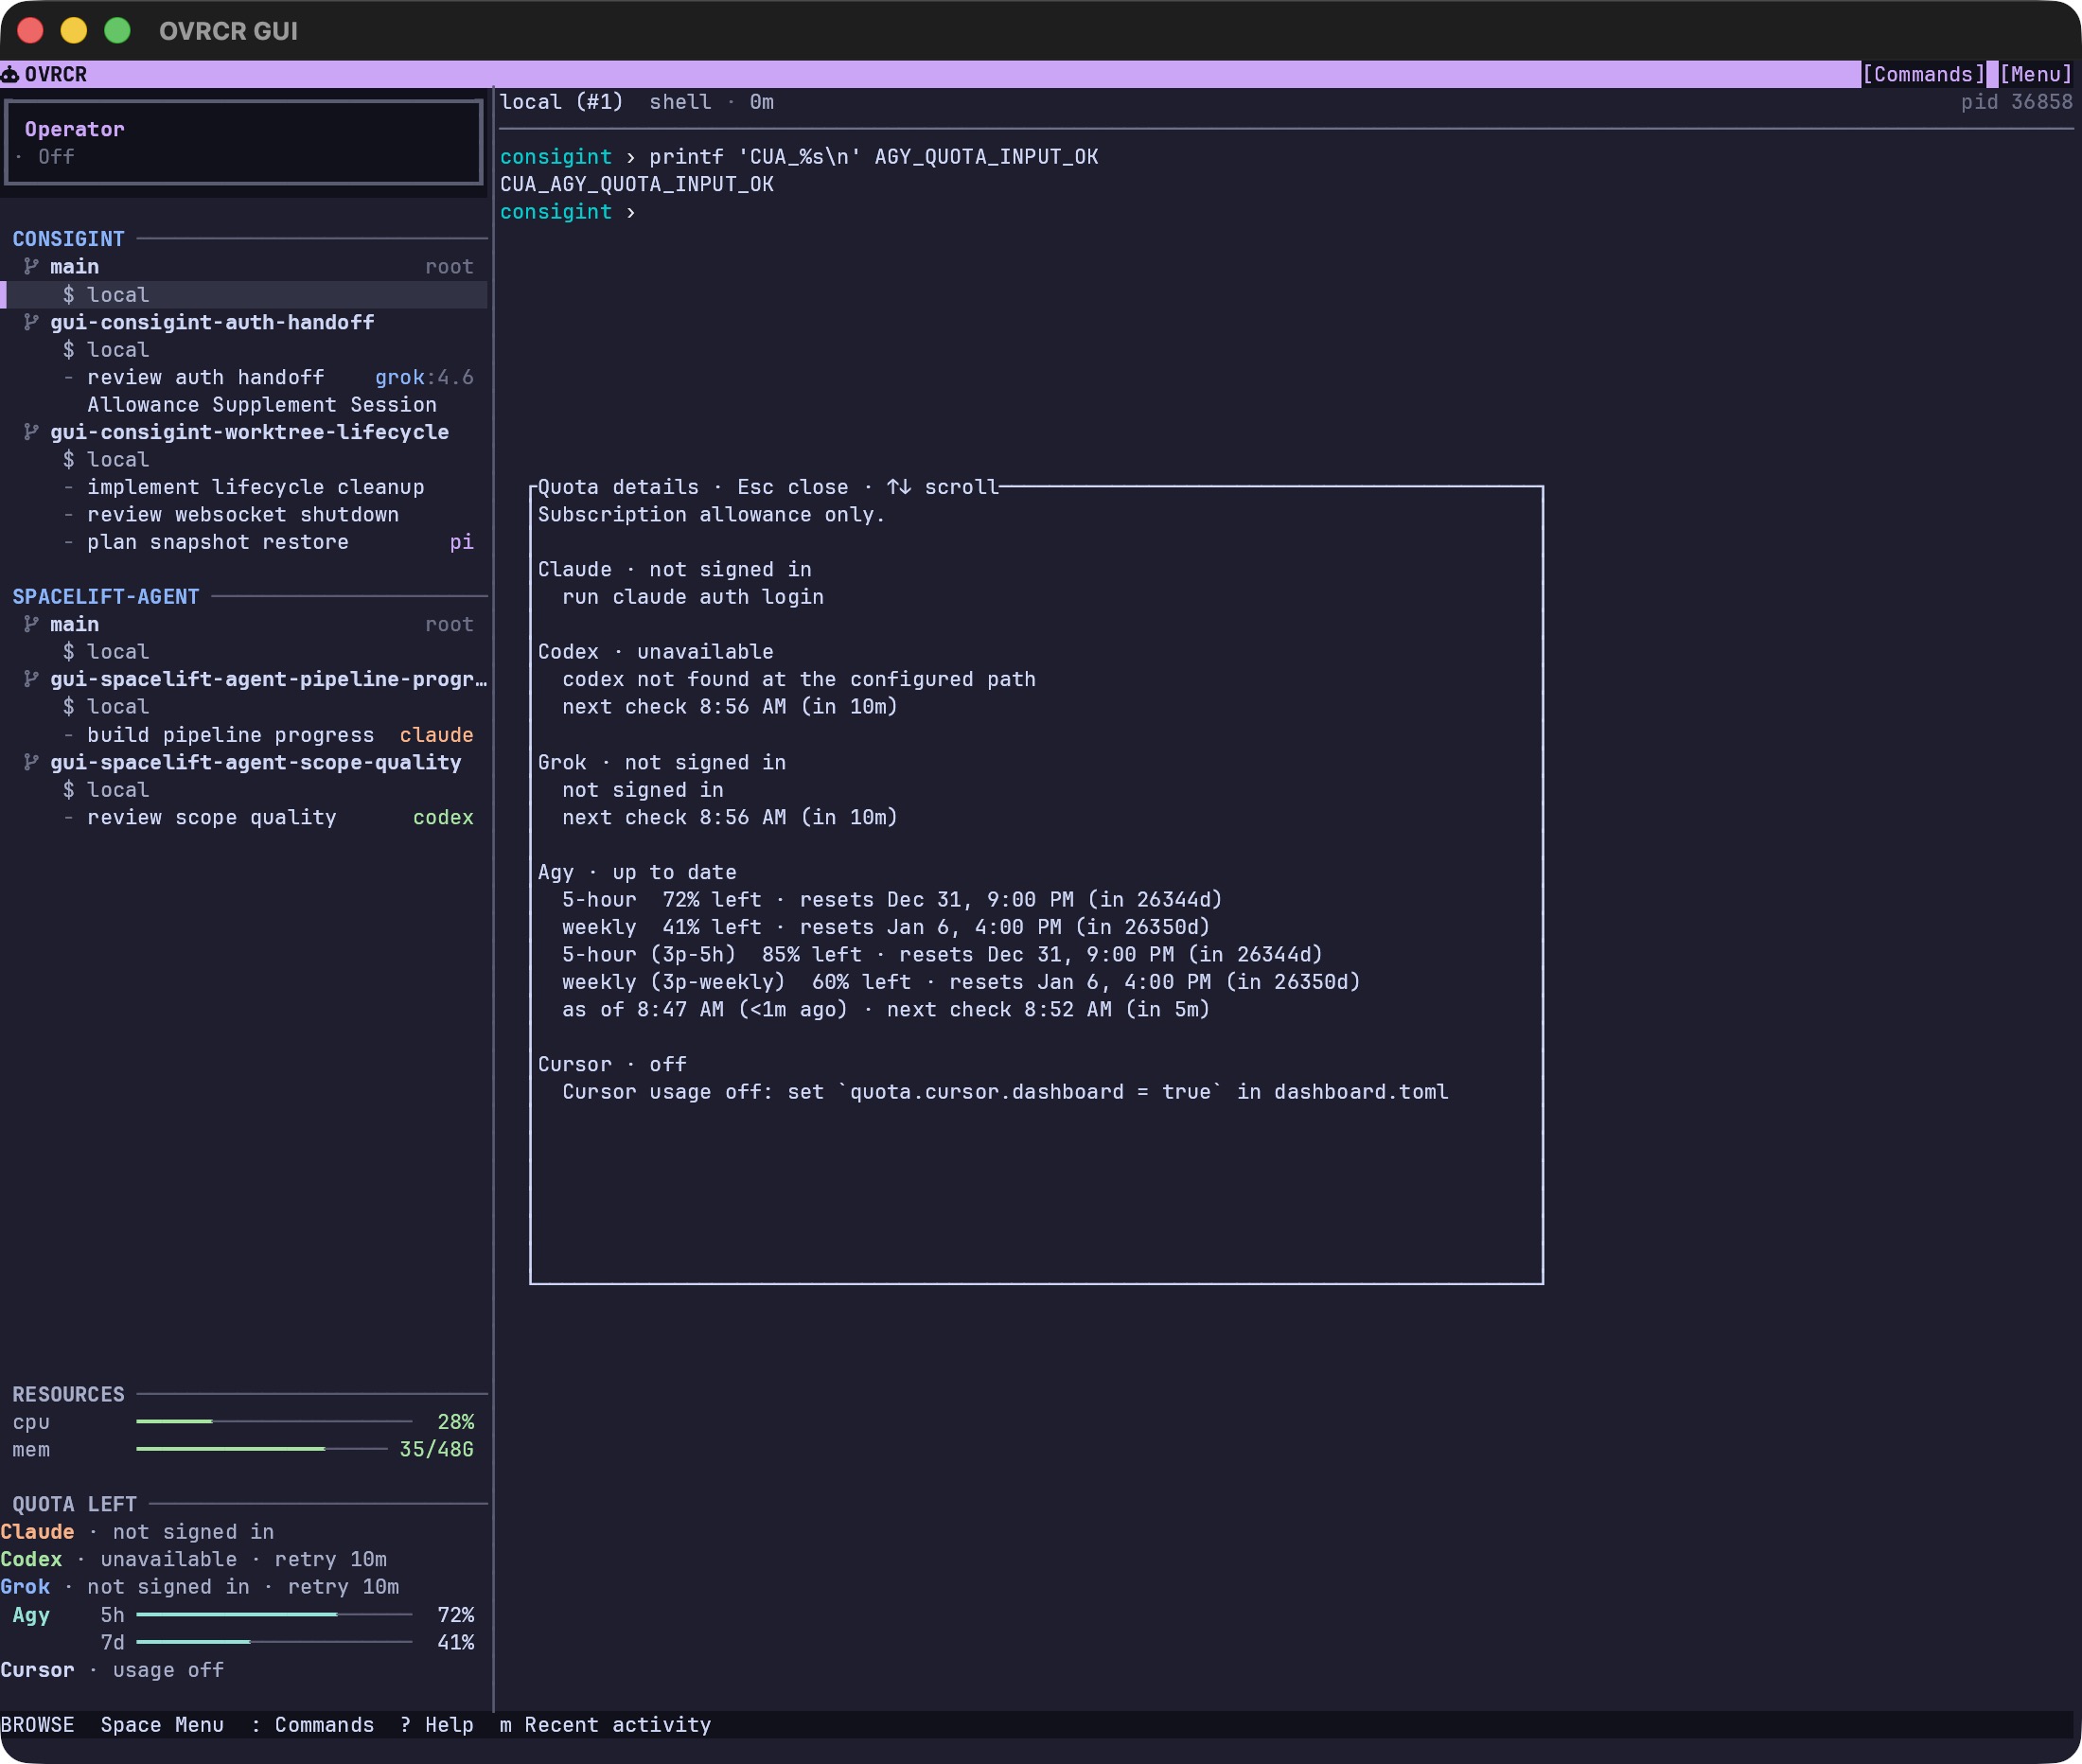 OVRCR GUI
OVRCR [Commands] [Menu]
Operator
· Off
CONSIGINT
main root
$ local
gui-consigint-auth-handoff
$ local
- review auth handoff grok:4.6
Allowance Supplement Session
gui-consigint-worktree-lifecycle
$ local
- implement lifecycle cleanup
- review websocket shutdown
- plan snapshot restore pi
SPACELIFT-AGENT
main root
$ local
gui-spacelift-agent-pipeline-progr…
$ local
- build pipeline progress claude
gui-spacelift-agent-scope-quality
$ local
- review scope quality codex
RESOURCES
cpu 28%
mem 35/48G
QUOTA LEFT
Claude · not signed in
Codex · unavailable · retry 10m
Grok · not signed in · retry 10m
Agy 5h 72%
7d 41%
Cursor · usage off
local (#1) shell · 0m pid 36858
consigint › printf 'CUA_%s\n' AGY_QUOTA_INPUT_OK
CUA_AGY_QUOTA_INPUT_OK
consigint ›
Quota details · Esc close · ↑↓ scroll
Subscription allowance only.
Claude · not signed in
run claude auth login
Codex · unavailable
codex not found at the configured path
next check 8:56 AM (in 10m)
Grok · not signed in
not signed in
next check 8:56 AM (in 10m)
Agy · up to date
5-hour 72% left · resets Dec 31, 9:00 PM (in 26344d)
weekly 41% left · resets Jan 6, 4:00 PM (in 26350d)
5-hour (3p-5h) 85% left · resets Dec 31, 9:00 PM (in 26344d)
weekly (3p-weekly) 60% left · resets Jan 6, 4:00 PM (in 26350d)
as of 8:47 AM (<1m ago) · next check 8:52 AM (in 5m)
Cursor · off
Cursor usage off: set `quota.cursor.dashboard = true` in dashboard.toml
BROWSE Space Menu : Commands ? Help m Recent activity